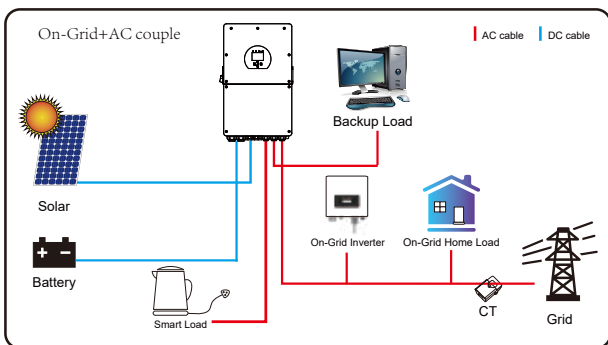 On-Grid+AC couple
AC cable
DC cable
Backup Load
Solar
On-Grid Inverter
On-Grid Home Load
Battery
Smart Load
CT
Grid